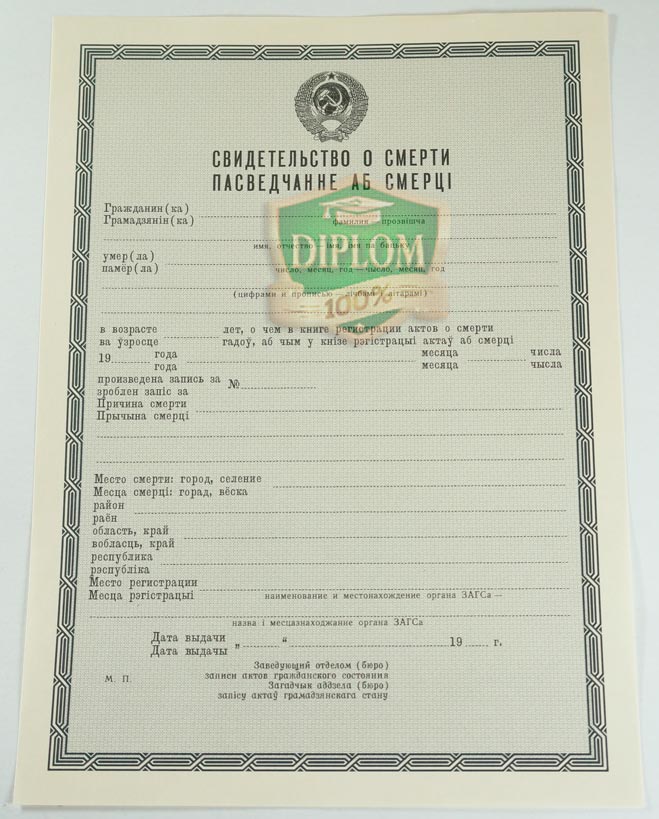 СВИДЕТЕЛЬСТВО О СМЕРТИ
ПАСВЕДЧАННЕ АБ СМЕРЦІ
Гражданин(ка)
Грамадзянін(ка)
фамилия — прозвішча
DIPLOM
имя, отчество — імя, імя па бацьку
умер(ла)
памёр(ла)
число, месяц, год — чысло, месяц, год
(цифрами и прописью — лічбамі і літарамі)
100%
в возрасте лет, о чем в книге регистрации актов о смерти
ва ўзросце гадоў, аб чым у кнізе рэгістрацыі актаў аб смерці
19 года месяца числа
года месяца чысла
произведена запись за №
зроблен запіс за
Причина смерти
Прычына смерці
Место смерти: город, селение
Месца смерці: горад, вёска
район
раён
область, край
вобласць, край
республика
рэспубліка
Место регистрации
Месца рэгістрацыі
наименование и местонахождение органа ЗАГСа —
назва і месцазнаходжанне органа ЗАГСа
Дата выдачи
Дата выдачы „ “ 19 г.
Заведующий отделом (бюро)
М. П. записи актов гражданского состояния
Загадчык аддзела (бюро)
запісу актаў грамадзянскага стану